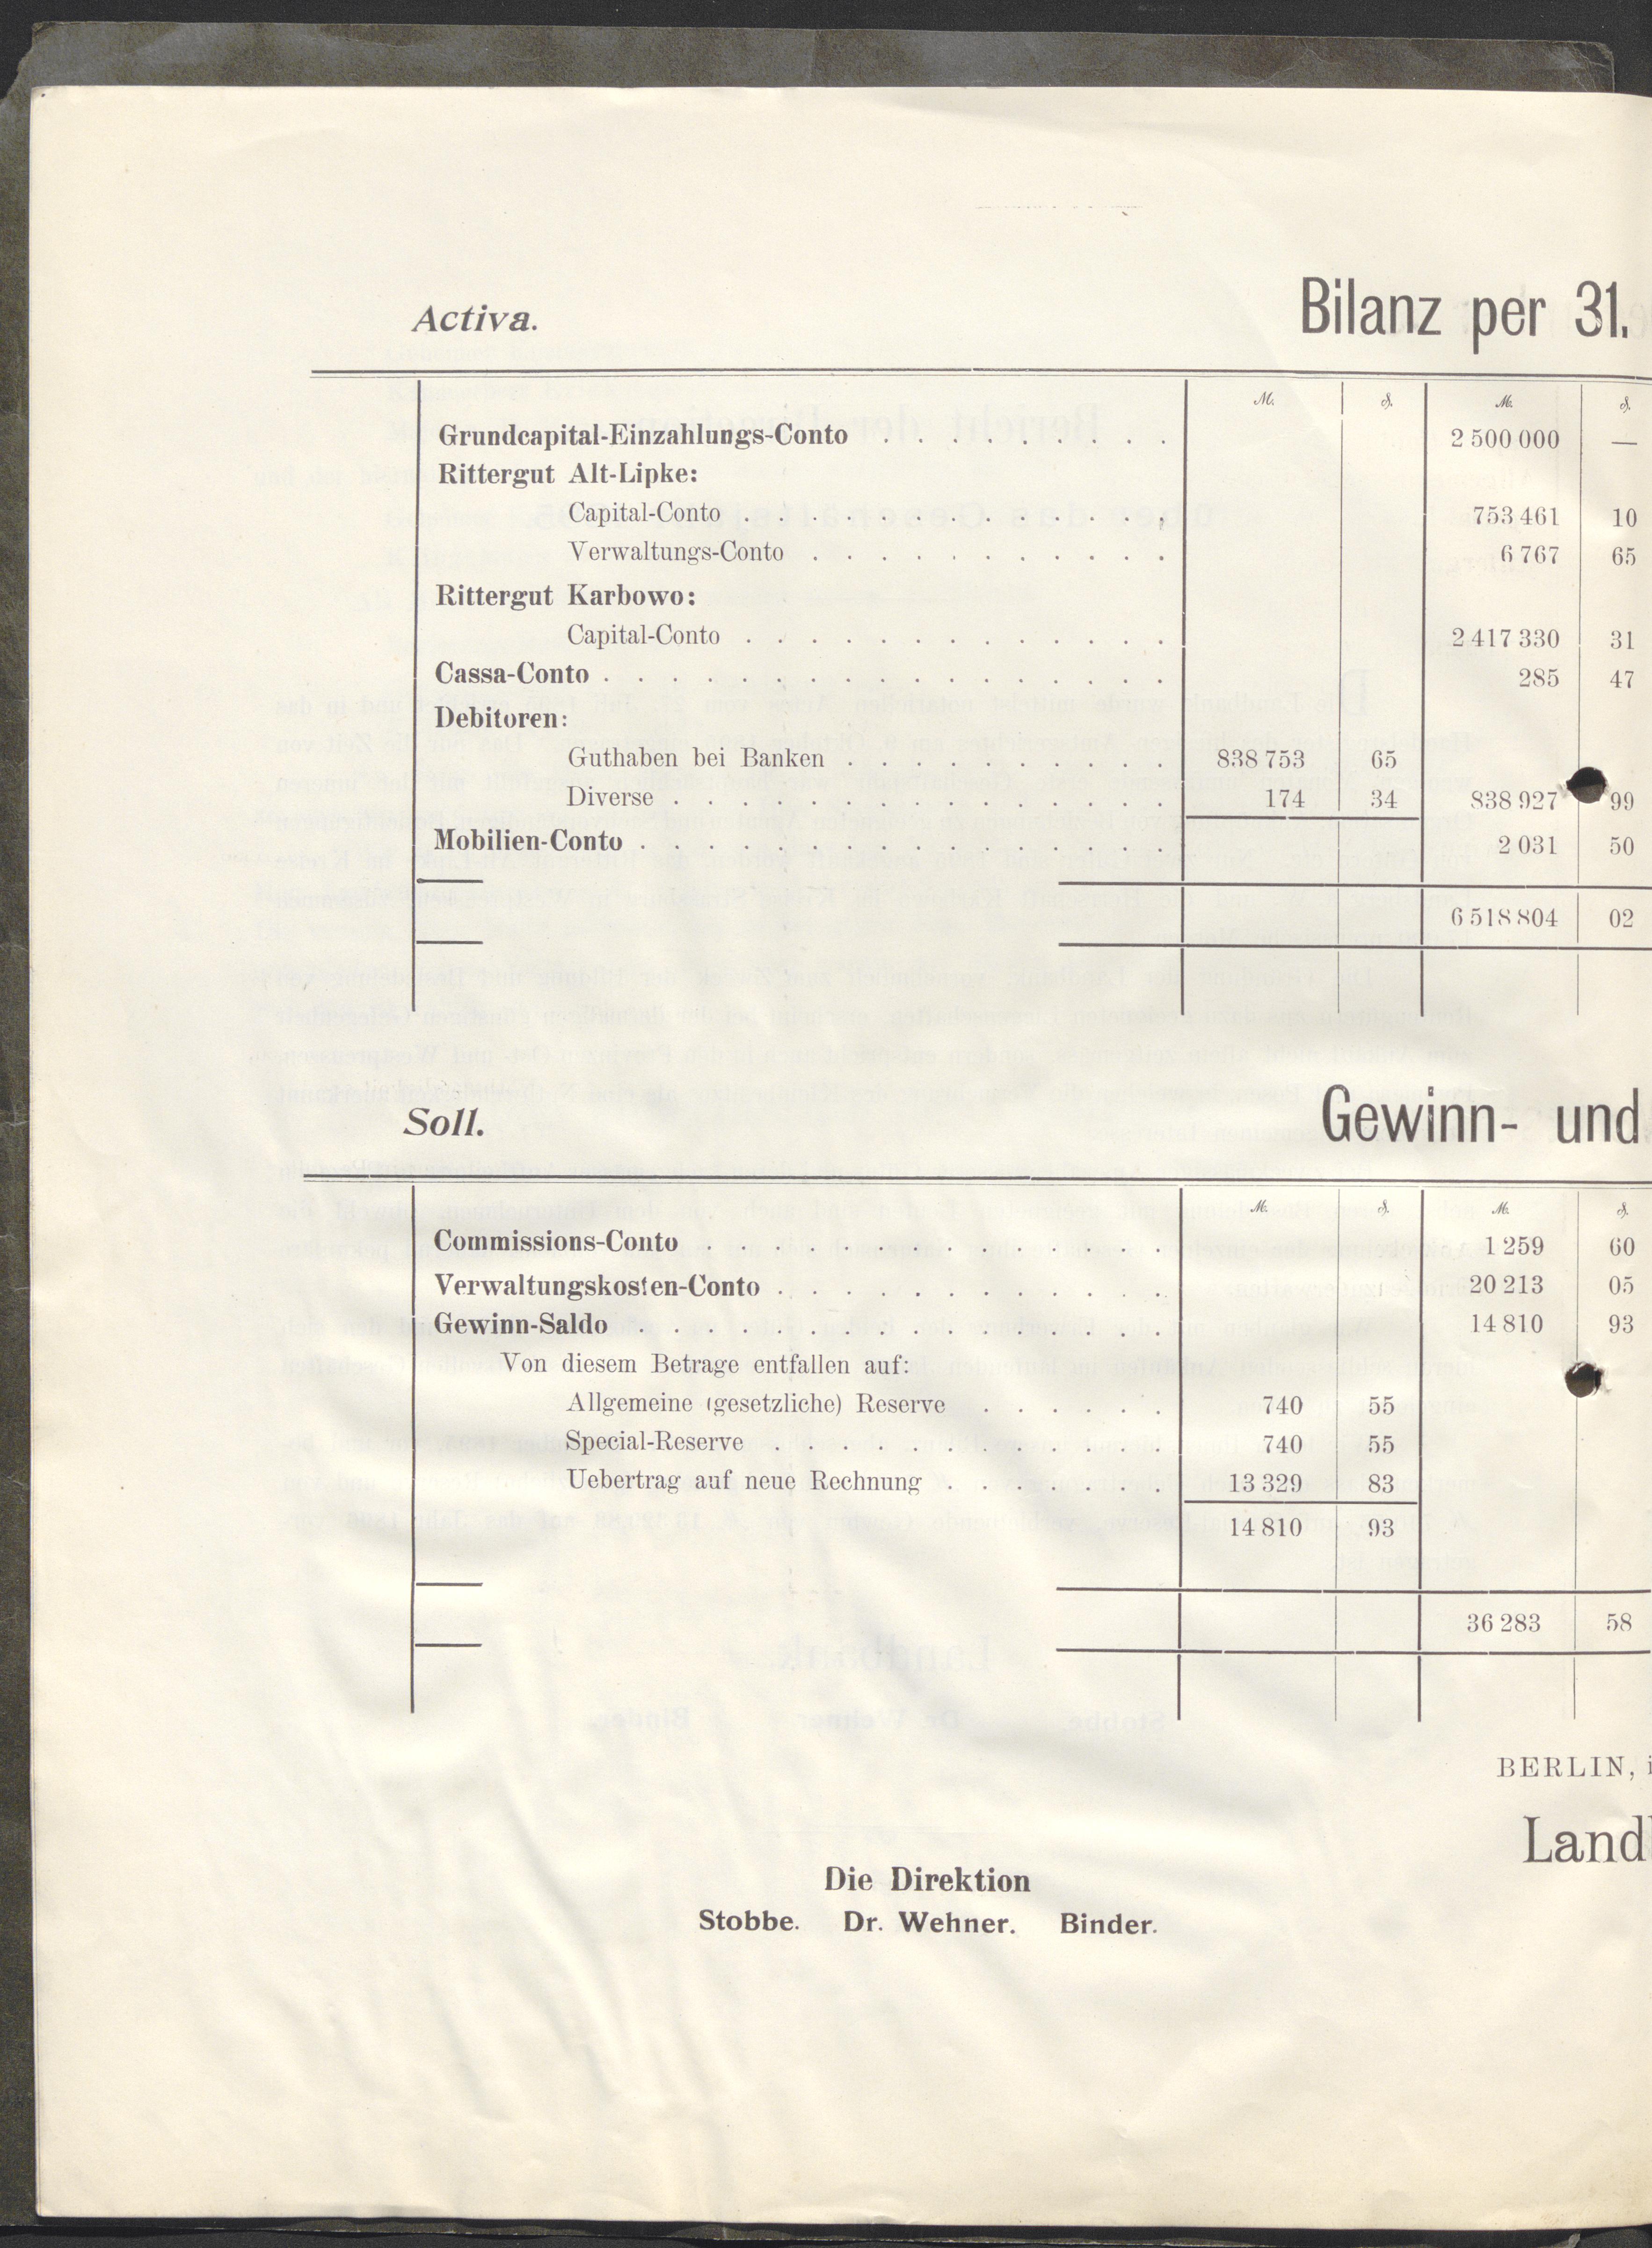 Activa.
Bilanz per 31.
M. ₰. M. ₰.
Grundcapital-Einzahlungs-Conto . . . . . . . . . 2 500 000 —
Rittergut Alt-Lipke:
Capital-Conto . . . . . . . . . . . . . 753 461 10
Verwaltungs-Conto . . . . . . . . . . . 6 767 65
Rittergut Karbowo:
Capital-Conto . . . . . . . . . . . . . 2 417 330 31
Cassa-Conto . . . . . . . . . . . . . . . . . 285 47
Debitoren:
Guthaben bei Banken . . . . . . . . . . 838 753 65
Diverse . . . . . . . . . . . . . . . 174 34 838 927 99
Mobilien-Conto . . . . . . . . . . . . . . . . 2 031 50
6 518 804 02
Soll.
Gewinn- und
M. ₰. M. ₰.
Commissions-Conto . . . . . . . . . . . . . . 1 259 60
Verwaltungskosten-Conto . . . . . . . . . . . . 20 213 05
Gewinn-Saldo . . . . . . . . . . . . . . . . 14 810 93
Von diesem Betrage entfallen auf:
Allgemeine (gesetzliche) Reserve . . . . . . 740 55
Special-Reserve . . . . . . . . . . . . 740 55
Uebertrag auf neue Rechnung . . . . . . . 13 329 83
14 810 93
36 283 58
BERLIN, i
Land
Die Direktion
Stobbe. Dr. Wehner. Binder.